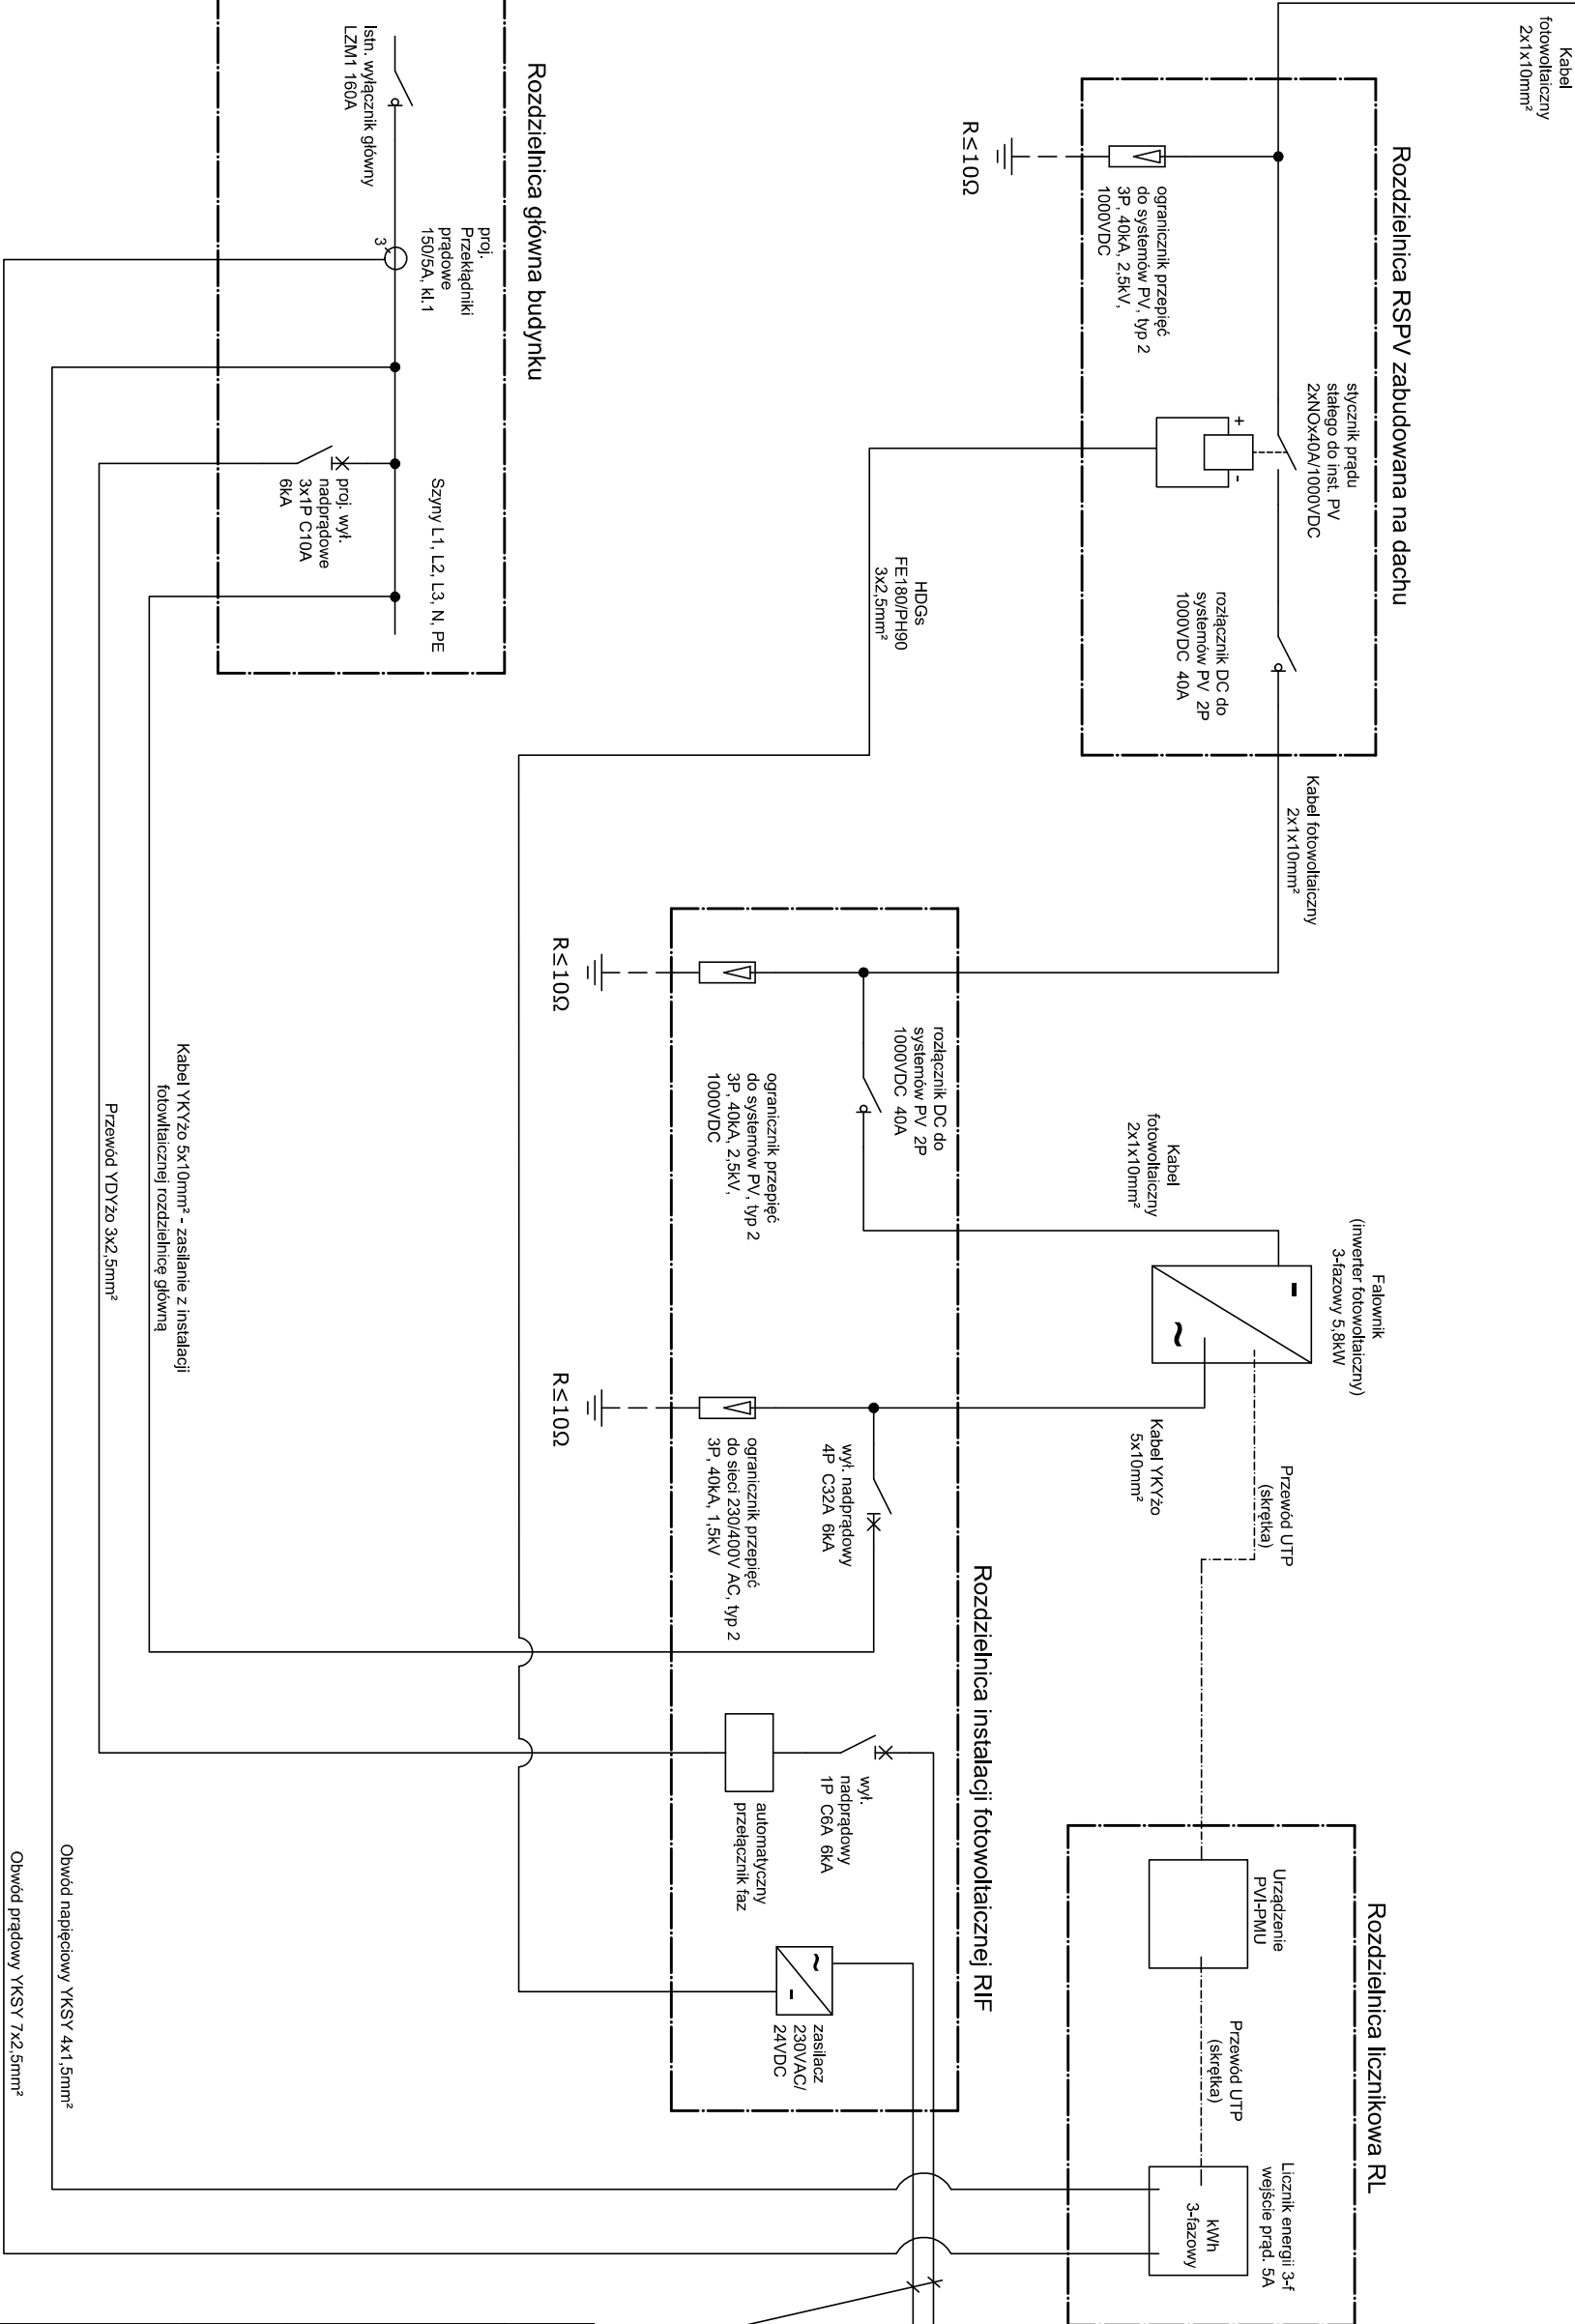 Kabel
fotowoltaiczny
2x1x10mm²
Rozdzielnica RSPV zabudowana na dachu
ogranicznik przepięć
do systemów PV, typ 2
3P, 40kA, 2,5kV,
1000VDC
R≤10Ω
stycznik prądu
stałego do inst. PV
2xNOx40A/1000VDC
+
-
rozłącznik DC do
systemów PV 2P
1000VDC 40A
HDGs
FE180/PH90
3x2,5mm²
Kabel fotowoltaiczny
2x1x10mm²
Falownik
(inwerter fotowoltaiczny)
3-fazowy 5,8kW
-
~
Kabel
fotowoltaiczny
2x1x10mm²
Kabel YKYżo
5x10mm²
Przewód UTP
(skrętka)
Rozdzielnica licznikowa RL
Urządzenie
PVI-PMU
Przewód UTP
(skrętka)
Licznik energii 3-f
wejście prąd. 5A
kWh
3-fazowy
Rozdzielnica instalacji fotowoltaicznej RIF
rozłącznik DC do
systemów PV 2P
1000VDC 40A
ogranicznik przepięć
do systemów PV, typ 2
3P, 40kA, 2,5kV,
1000VDC
R≤10Ω
wył. nadprądowy
4P C32A 6kA
ogranicznik przepięć
do sieci 230/400V AC, typ 2
3P, 40kA, 1,5kV
R≤10Ω
wył.
nadprądowy
1P C6A 6kA
automatyczny
przełącznik faz
~
-
zasilacz
230VAC/
24VDC
Rozdzielnica główna budynku
Istn. wyłącznik główny
LZM1 160A
proj.
Przekłądniki
prądowe
150/5A, kl.1
3
Szyny L1, L2, L3, N, PE
proj. wył.
nadprądowe
3x1P C10A
6kA
Kabel YKYżo 5x10mm² - zasilanie z instalacji
fotowltaicznej rozdzielnicę główną
Przewód YDYżo 3x2,5mm²
Obwód napięciowy YKSY 4x1,5mm²
Obwód prądowy YKSY 7x2,5mm²